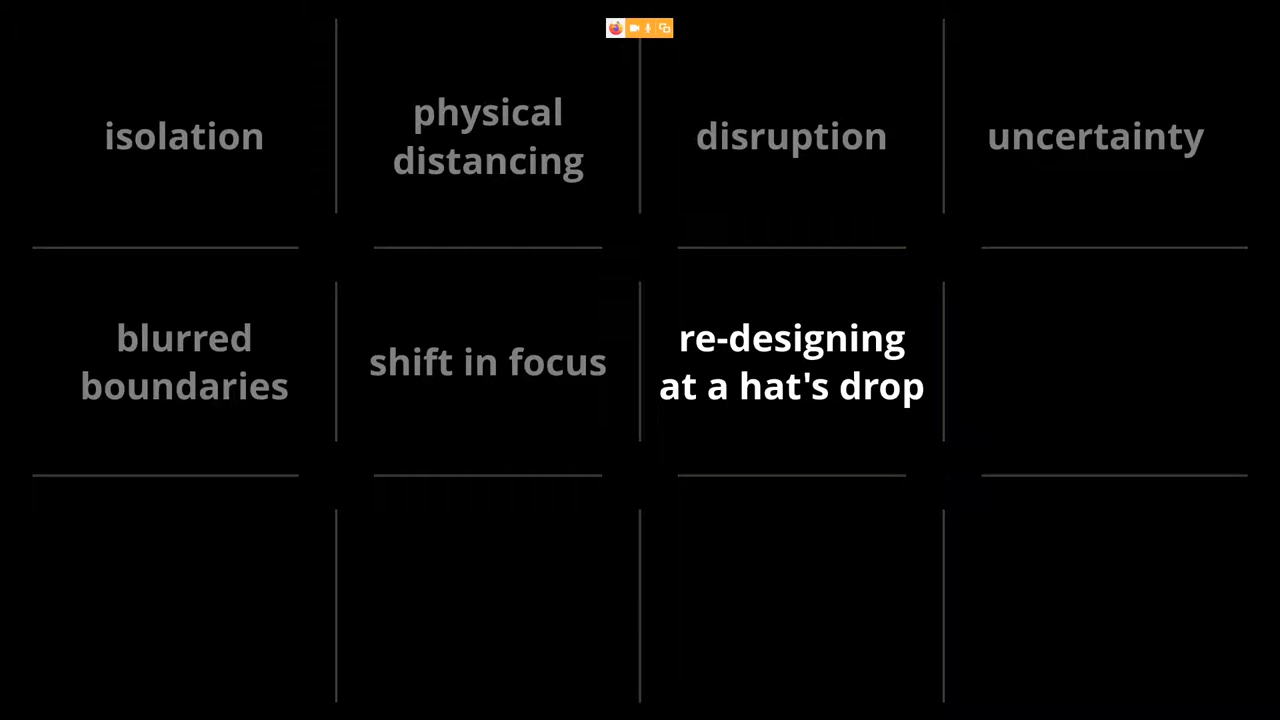 isolation
physical
distancing
disruption
uncertainty
blurred
boundaries
shift in focus
re-designing
at a hat's drop